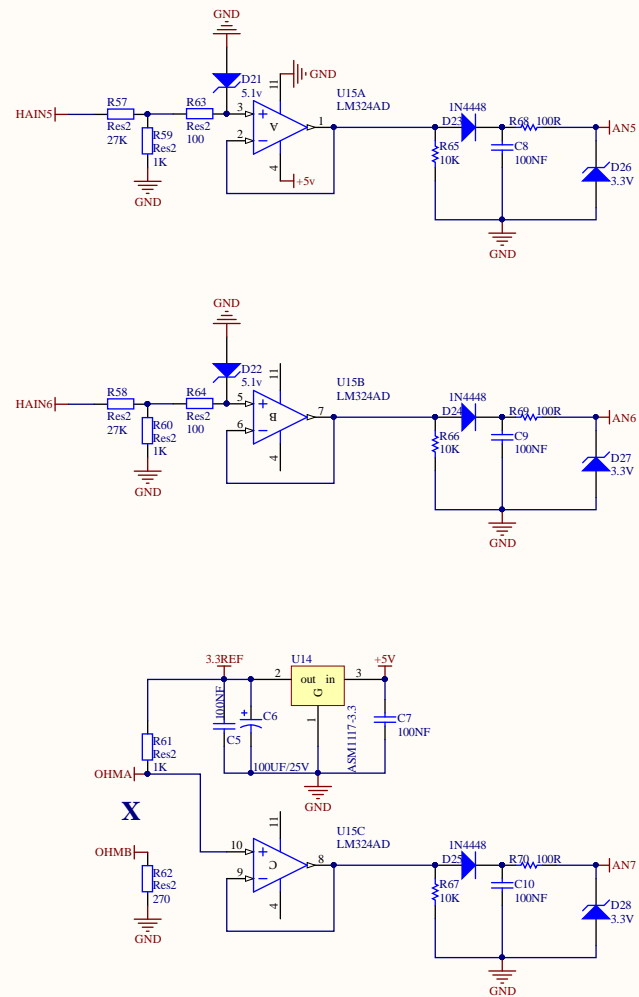 GND
D21
5.1v
11
GND
U15A
LM324AD
HAIN5
R57
Res2
27K
R59
Res2
1K
GND
R63
Res2
100
3
2
A
1
4
+5v
1N4448
D23
R65
10K
R68 100R
C8
100NF
AN5
D26
3.3V
GND
GND
D22
5.1v
11
U15B
LM324AD
HAIN6
R58
Res2
27K
R60
Res2
1K
GND
R64
Res2
100
5
6
B
7
4
1N4448
D24
R66
10K
R69 100R
C9
100NF
AN6
D27
3.3V
GND
3.3REF
U14
+5V
2
out in
G
3
1
ASM1117-3.3
100NF
C5
C6
100UF/25V
C7
100NF
GND
R61
Res2
1K
OHMA
X
OHMB
R62
Res2
270
GND
11
U15C
LM324AD
10
9
C
8
4
1N4448
D25
R67
10K
R70 100R
C10
100NF
AN7
D28
3.3V
GND